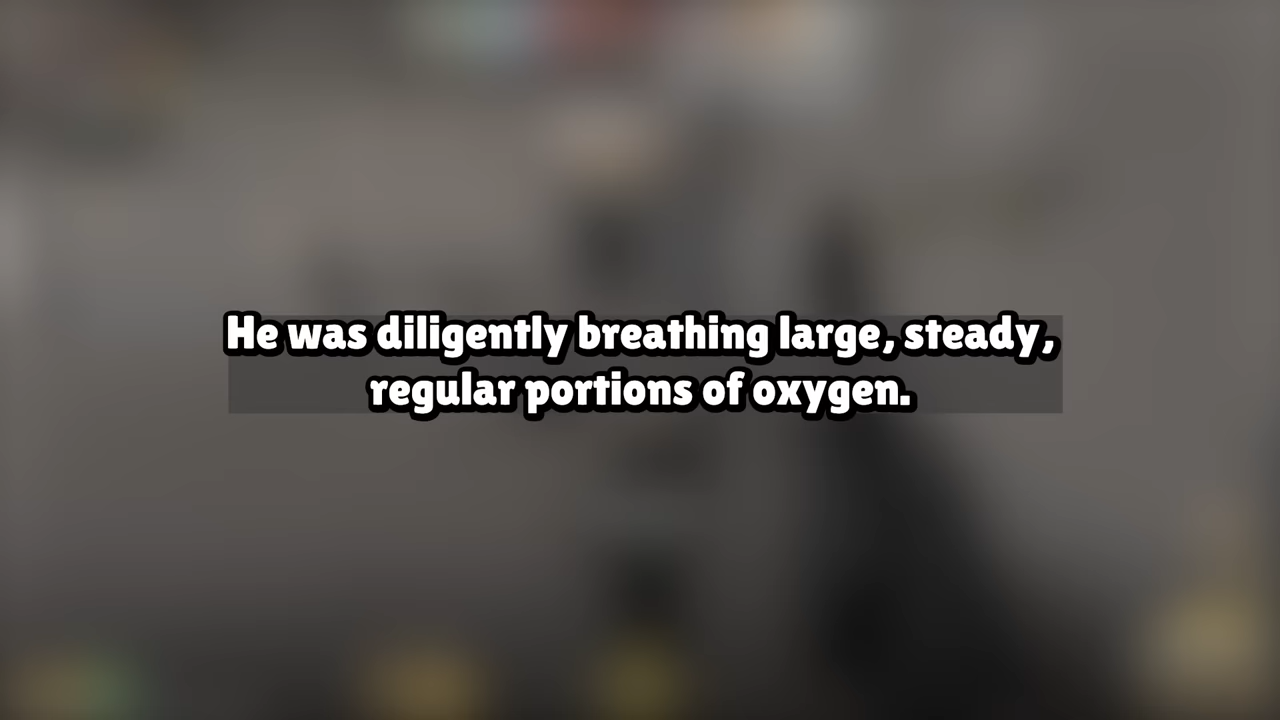 He was diligently breathing large, steady,
regular portions of oxygen.